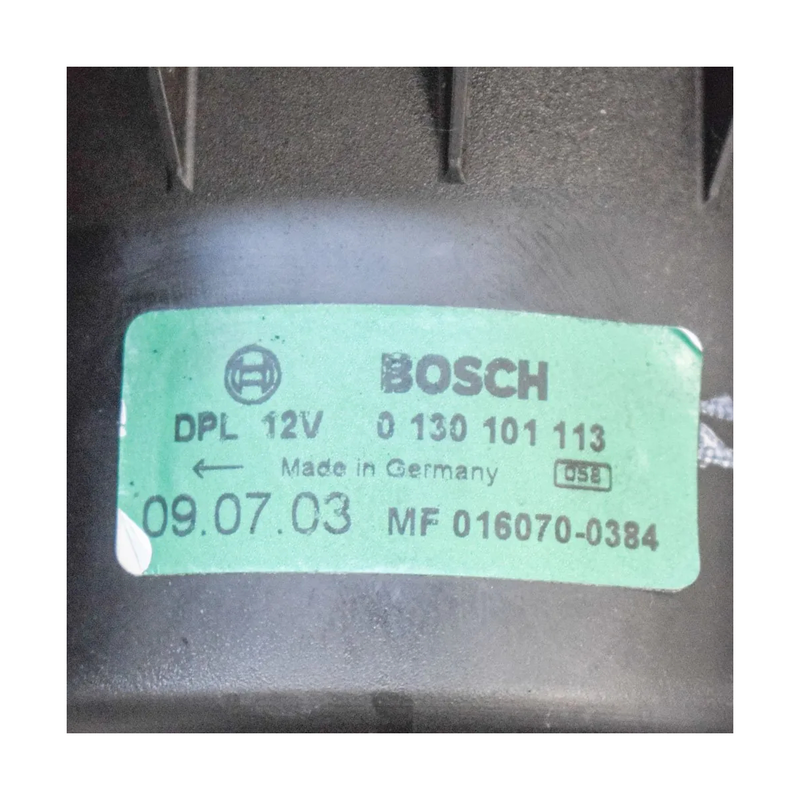 BOSCH
DPL 12V 0 130 101 113
← Made in Germany 058
09.07.03 MF 016070-0384